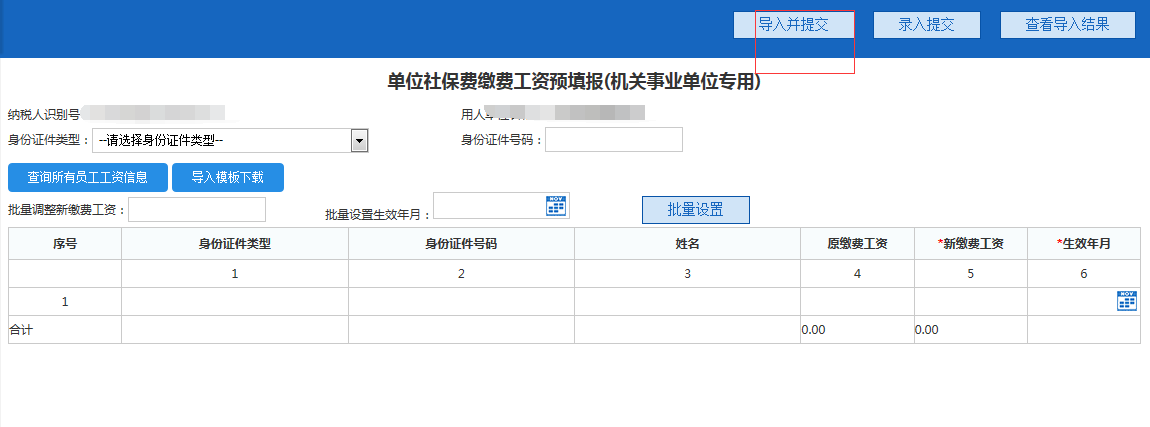 导入并提交 录入提交 查看导入结果
单位社保费缴费工资预填报(机关事业单位专用)
纳税人识别号 用人
身份证件类型： --请选择身份证件类型-- 身份证件号码：
查询所有员工工资信息 导入模板下载
批量调整新缴费工资： 批量设置生效年月： NOV 批量设置
序号 身份证件类型 身份证件号码 姓名 原缴费工资 *新缴费工资 *生效年月
1 2 3 4 5 6
1 NOV
合计 0.00 0.00